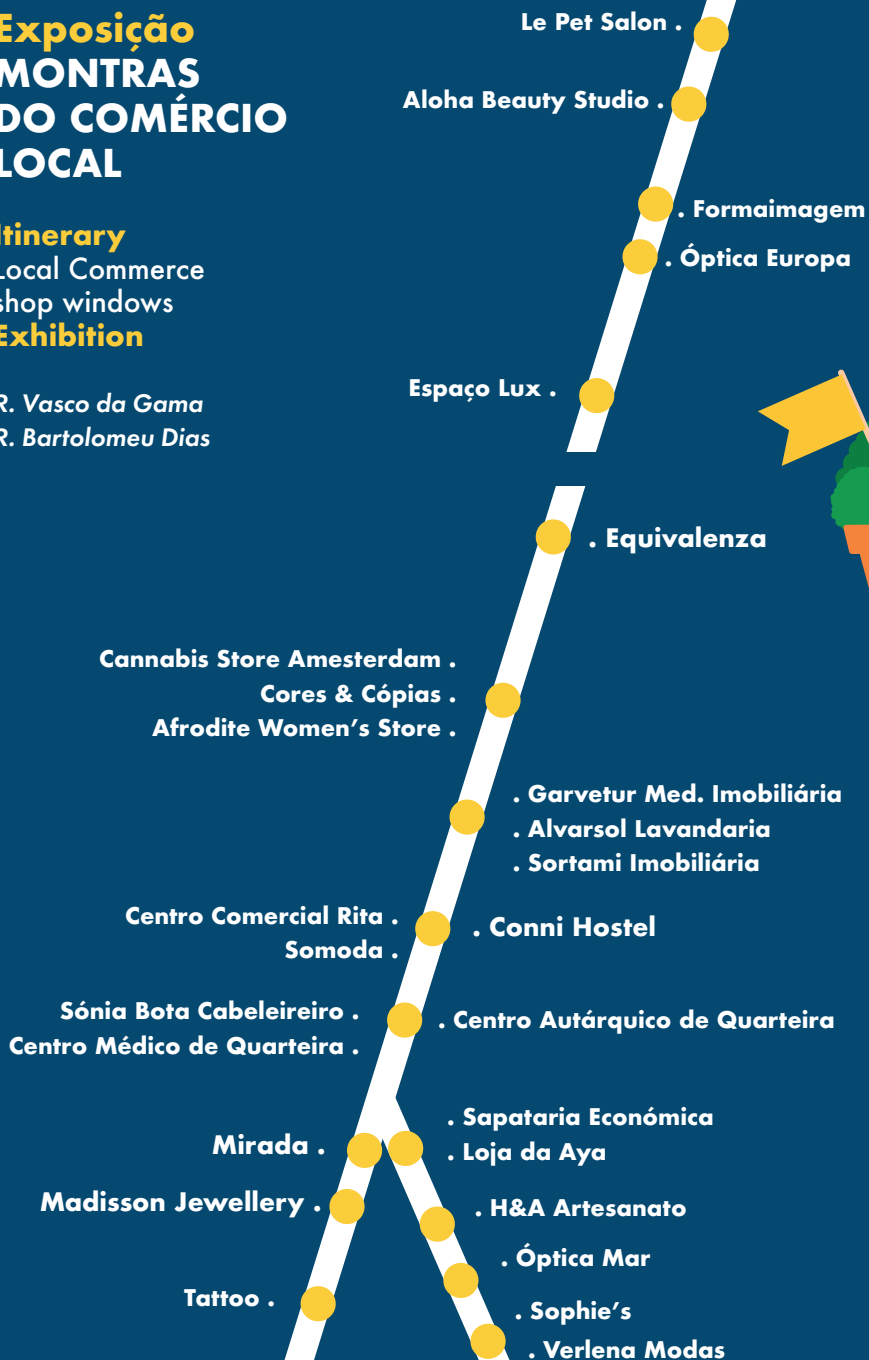 Exposição
MONTRAS
DO COMÉRCIO
LOCAL
Itinerary
Local Commerce
shop windows
Exhibition
R. Vasco da Gama
R. Bartolomeu Dias
Le Pet Salon .
Aloha Beauty Studio .
. Formaimagem
. Óptica Europa
Espaço Lux .
. Equivalenza
Cannabis Store Amesterdam .
Cores & Cópias .
Afrodite Women's Store .
. Garvetur Med. Imobiliária
. Alvarsol Lavandaria
. Sortami Imobiliária
Centro Comercial Rita .
Somoda .
. Conni Hostel
Sónia Bota Cabeleireiro .
Centro Médico de Quarteira .
. Centro Autárquico de Quarteira
. Sapataria Económica
. Loja da Aya
Mirada .
Madisson Jewellery .
. H&A Artesanato
. Óptica Mar
Tattoo .
. Sophie's
. Verlena Modas